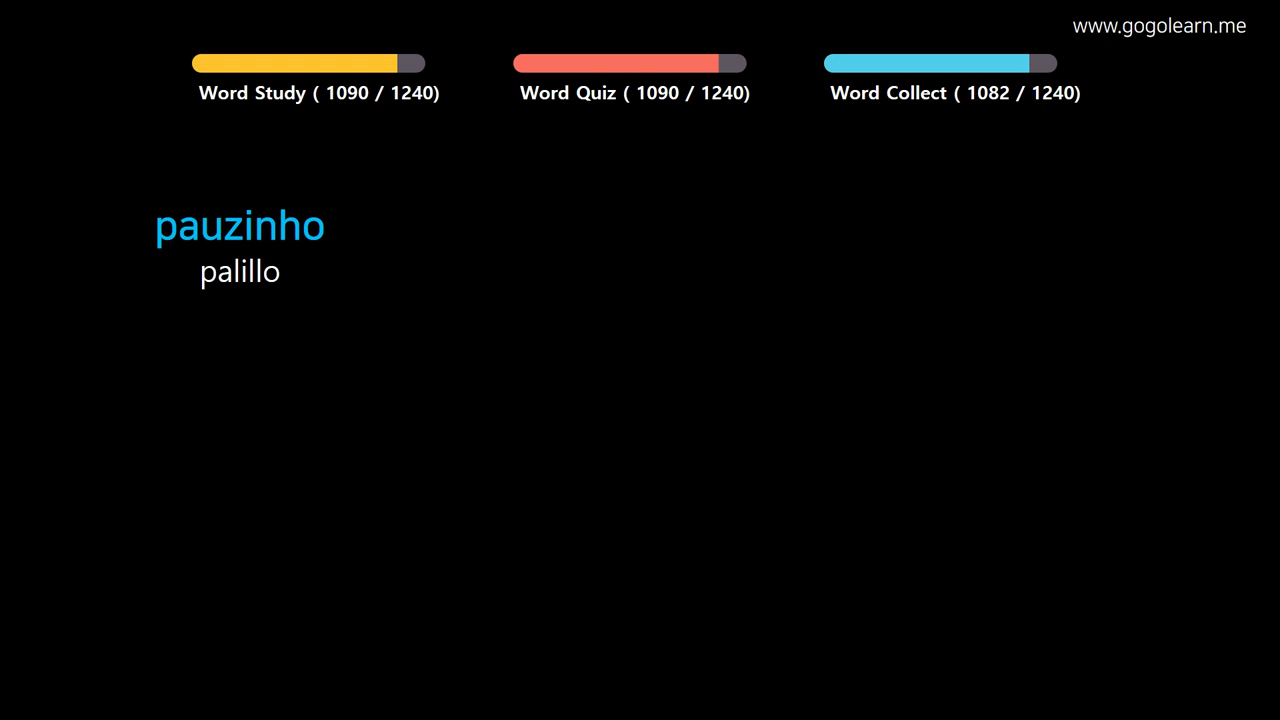 www.gogolearn.me
Word Study ( 1090 / 1240)
Word Quiz ( 1090 / 1240)
Word Collect ( 1082 / 1240)
pauzinho
palillo